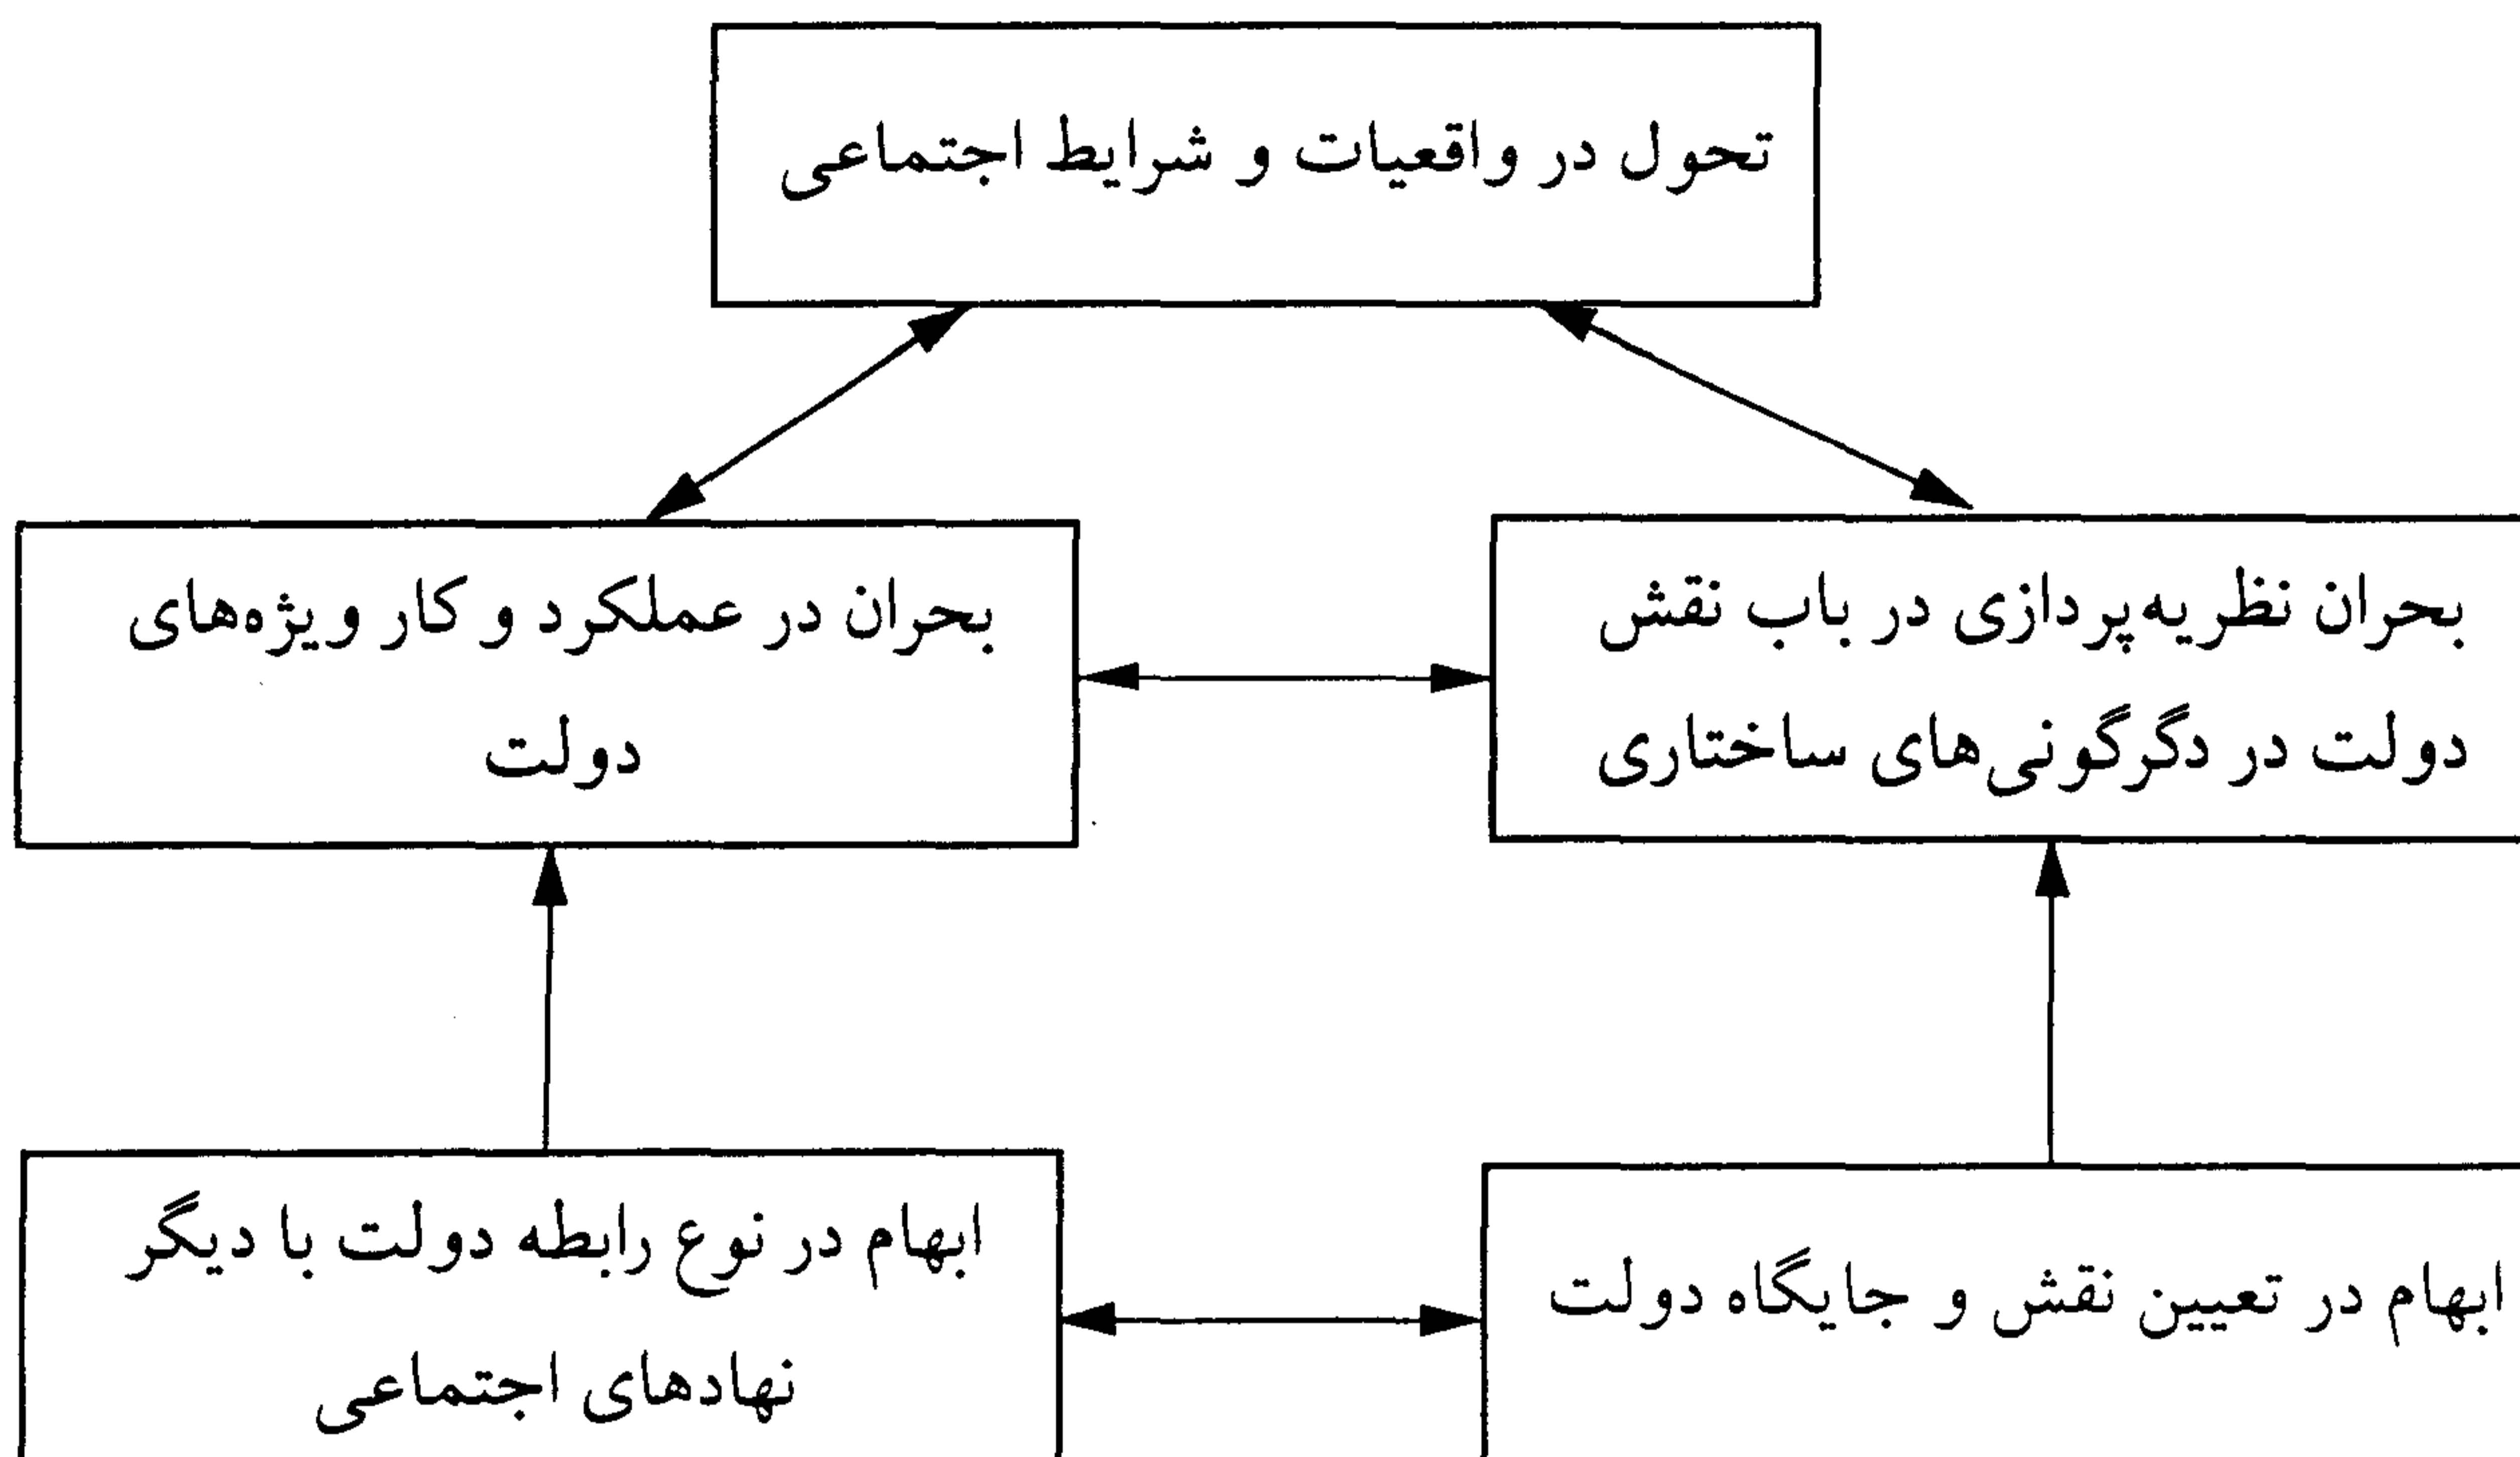 تحول در واقعیات و شرایط اجتماعی
بحران نظریه‌پردازی در باب نقش
دولت در دگرگونی‌های ساختاری
بحران در عملکرد و کار ویژه‌های
دولت
ابهام در تعیین نقش و جایگاه دولت
ابهام در نوع رابطه دولت با دیگر
نهادهای اجتماعی